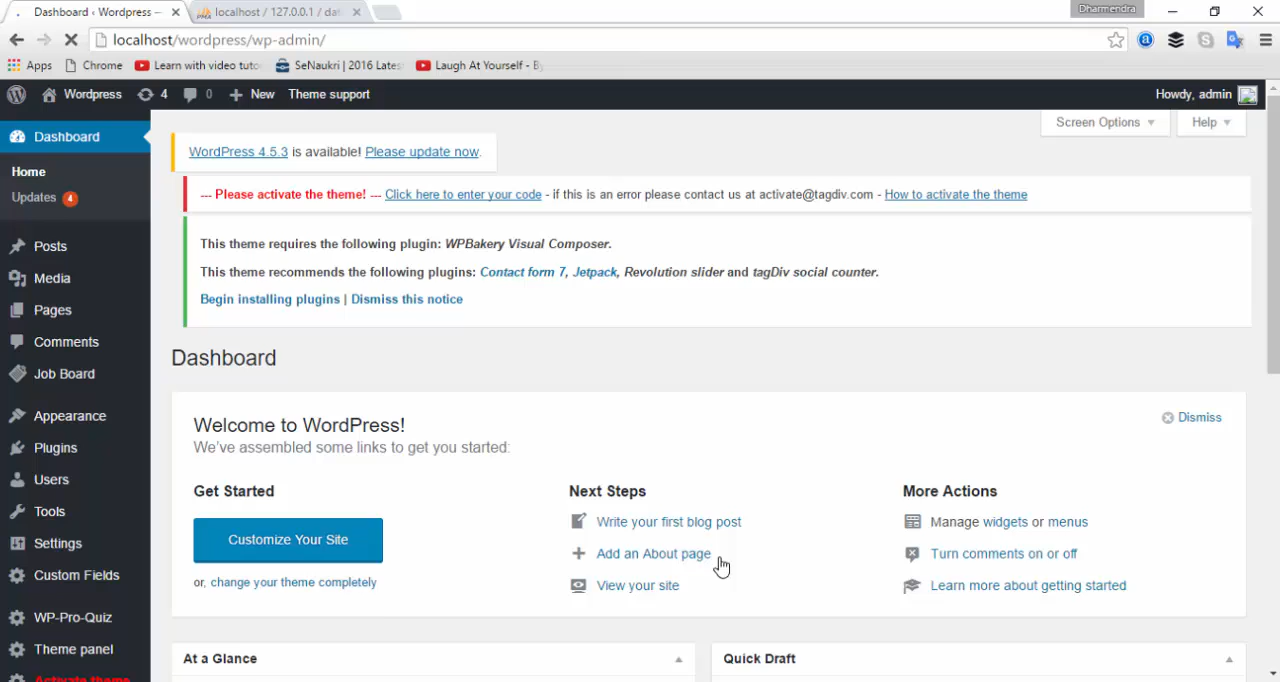 Dashboard ‹ Wordpress —
localhost / 127.0.0.1 / dat
Dharmendra
localhost/wordpress/wp-admin/
Apps
Chrome
Learn with video tuto
SeNaukri | 2016 Lates
Laugh At Yourself - By
Wordpress
4
0
New
Theme support
Howdy, admin
Dashboard
Home
Updates 4
Posts
Media
Pages
Comments
Job Board
Appearance
Plugins
Users
Tools
Settings
Custom Fields
WP-Pro-Quiz
Theme panel
Activate theme
Screen Options
Help
WordPress 4.5.3 is available! Please update now.
--- Please activate the theme! --- Click here to enter your code - if this is an error please contact us at activate@tagdiv.com - How to activate the theme
This theme requires the following plugin: WPBakery Visual Composer.
This theme recommends the following plugins: Contact form 7, Jetpack, Revolution slider and tagDiv social counter.
Begin installing plugins | Dismiss this notice
Dashboard
Welcome to WordPress!
Dismiss
We've assembled some links to get you started:
Get Started
Customize Your Site
or, change your theme completely
Next Steps
Write your first blog post
Add an About page
View your site
More Actions
Manage widgets or menus
Turn comments on or off
Learn more about getting started
At a Glance
Quick Draft